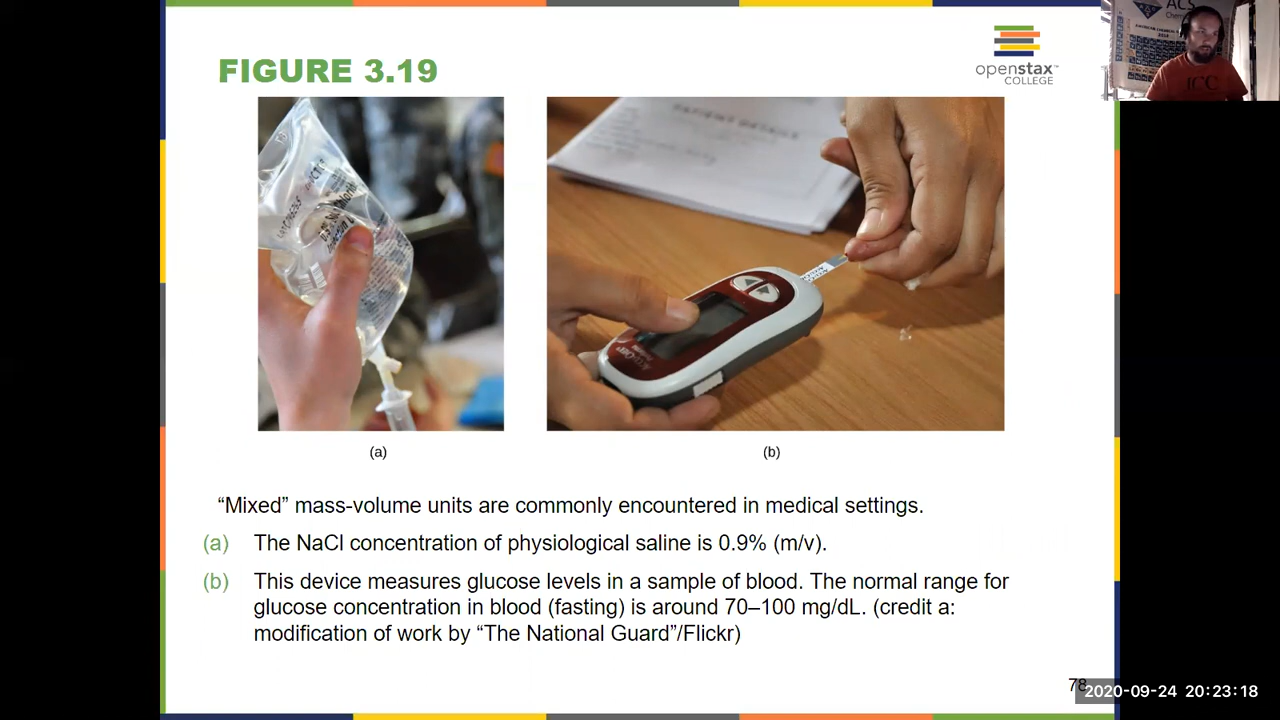 FIGURE 3.19
openstax™
COLLEGE
ACS
(a)
(b)
“Mixed” mass-volume units are commonly encountered in medical settings.
(a) The NaCl concentration of physiological saline is 0.9% (m/v).
(b) This device measures glucose levels in a sample of blood. The normal range for
glucose concentration in blood (fasting) is around 70–100 mg/dL. (credit a:
modification of work by “The National Guard”/Flickr)
78
2020-09-24 20:23:18